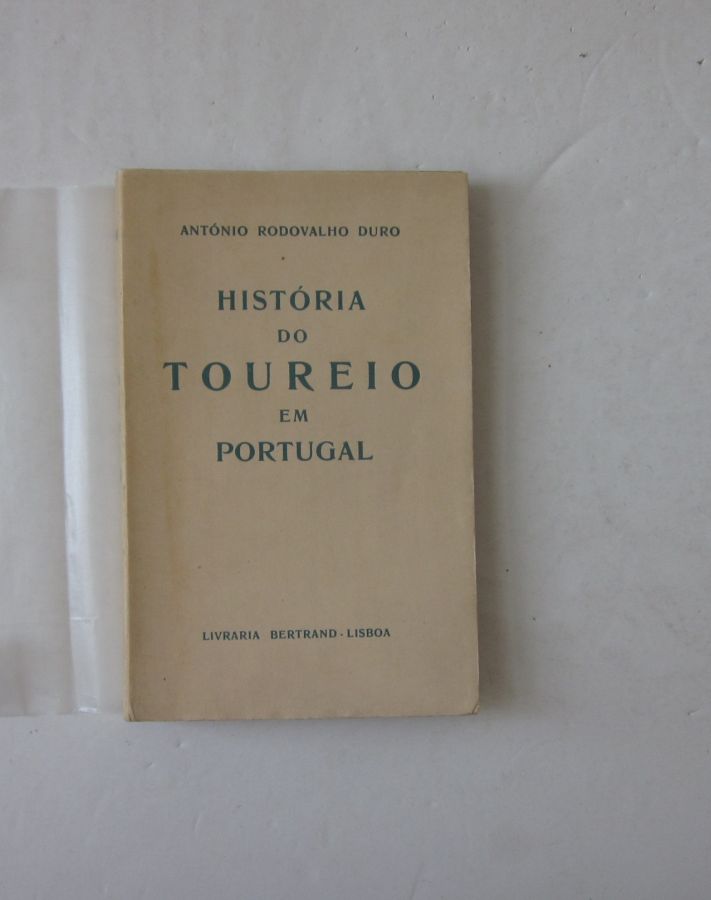 ANTÓNIO RODOVALHO DURO
HISTÓRIA
DO
TOUREIO
EM
PORTUGAL
LIVRARIA BERTRAND - LISBOA